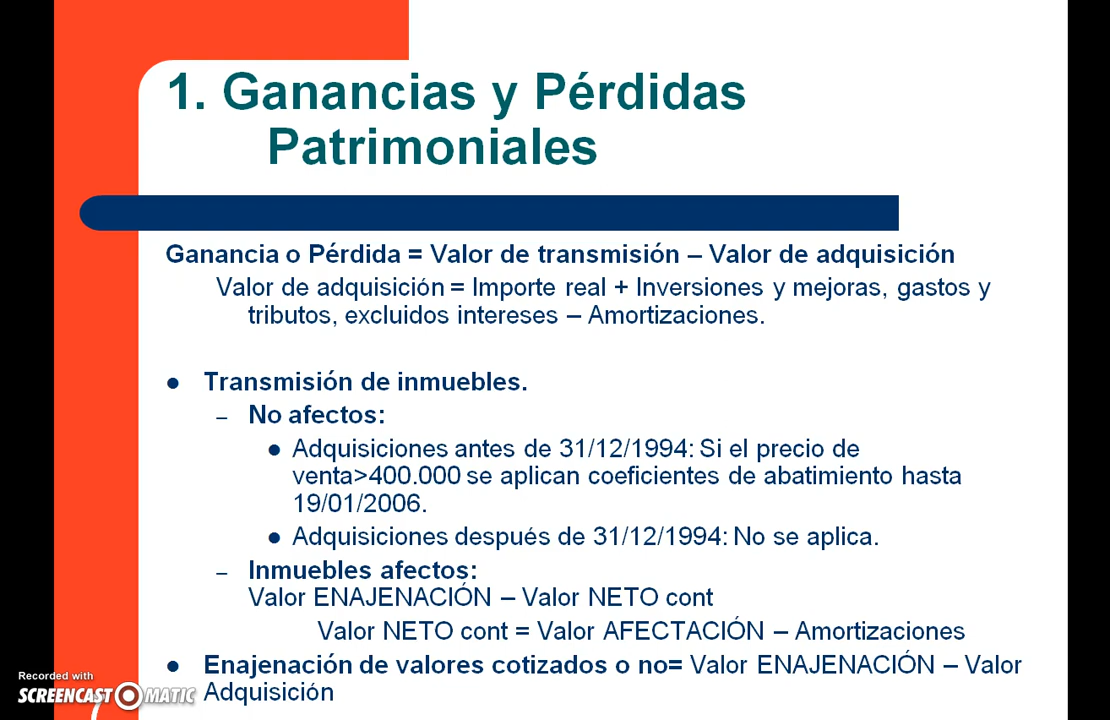 1. Ganancias y Pérdidas
Patrimoniales
Ganancia o Pérdida = Valor de transmisión – Valor de adquisición
Valor de adquisición = Importe real + Inversiones y mejoras, gastos y
tributos, excluidos intereses – Amortizaciones.
● Transmisión de inmuebles.
– No afectos:
● Adquisiciones antes de 31/12/1994: Si el precio de
venta>400.000 se aplican coeficientes de abatimiento hasta
19/01/2006.
● Adquisiciones después de 31/12/1994: No se aplica.
– Inmuebles afectos:
Valor ENAJENACIÓN – Valor NETO cont
Valor NETO cont = Valor AFECTACIÓN – Amortizaciones
● Enajenación de valores cotizados o no= Valor ENAJENACIÓN – Valor
Adquisición
Recorded with
SCREENCAST MATIC